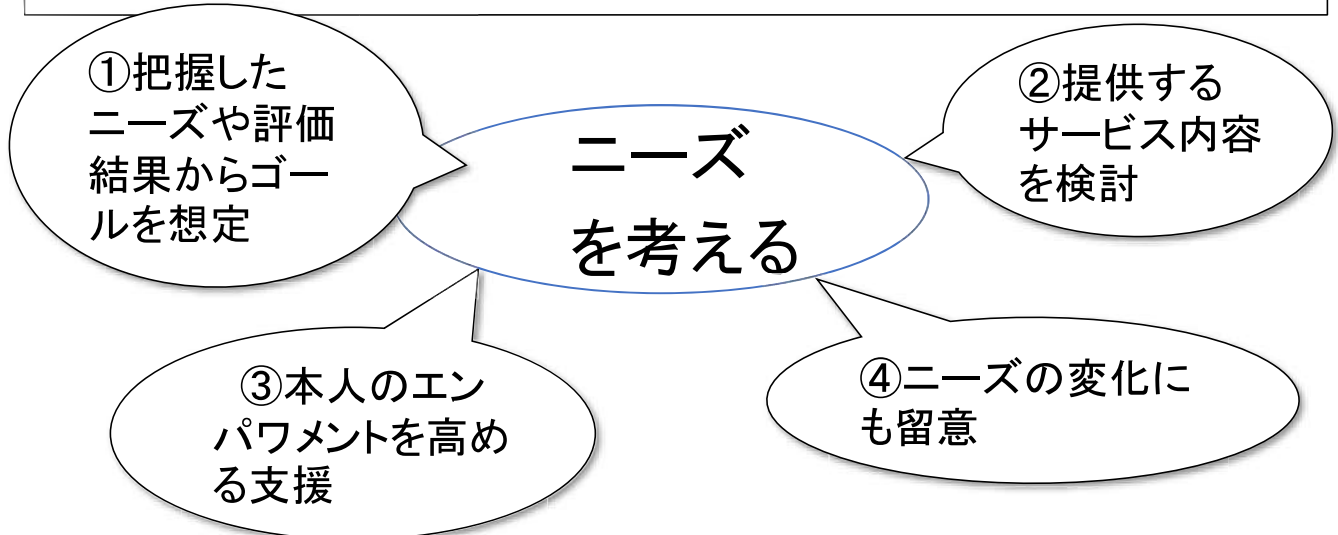 ①把握した
ニーズや評価
結果からゴー
ルを想定
②提供する
サービス内容
を検討
ニーズ
を考える
③本人のエン
パワメントを高め
る支援
④ニーズの変化に
も留意